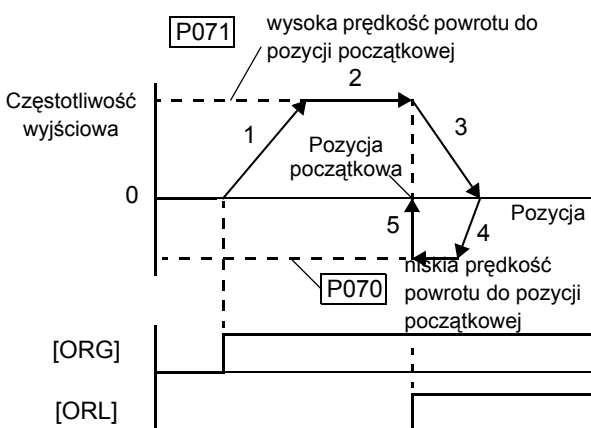 P071
wysoka prędkość powrotu do
pozycji początkowej
2
Częstotliwość
wyjściowa
1
3
Pozycja
początkowa
0
Pozycja
5
4
niskia prędkość
P070
powrotu do pozycji
początkowej
[ORG]
[ORL]